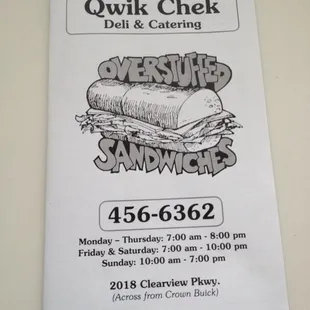 Qwik Chek
Deli & Catering
OVERSTUFFED
SANDWICHES
456-6362
Monday – Thursday: 7:00 am - 8:00 pm
Friday & Saturday: 7:00 am - 10:00 pm
Sunday: 10:00 am - 7:00 pm
2018 Clearview Pkwy.
(Across from Crown Buick)